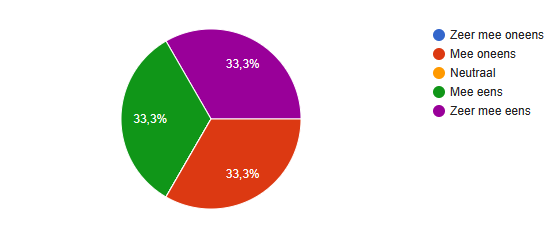 33,3%
33,3%
33,3%
Zeer mee oneens
Mee oneens
Neutraal
Mee eens
Zeer mee eens